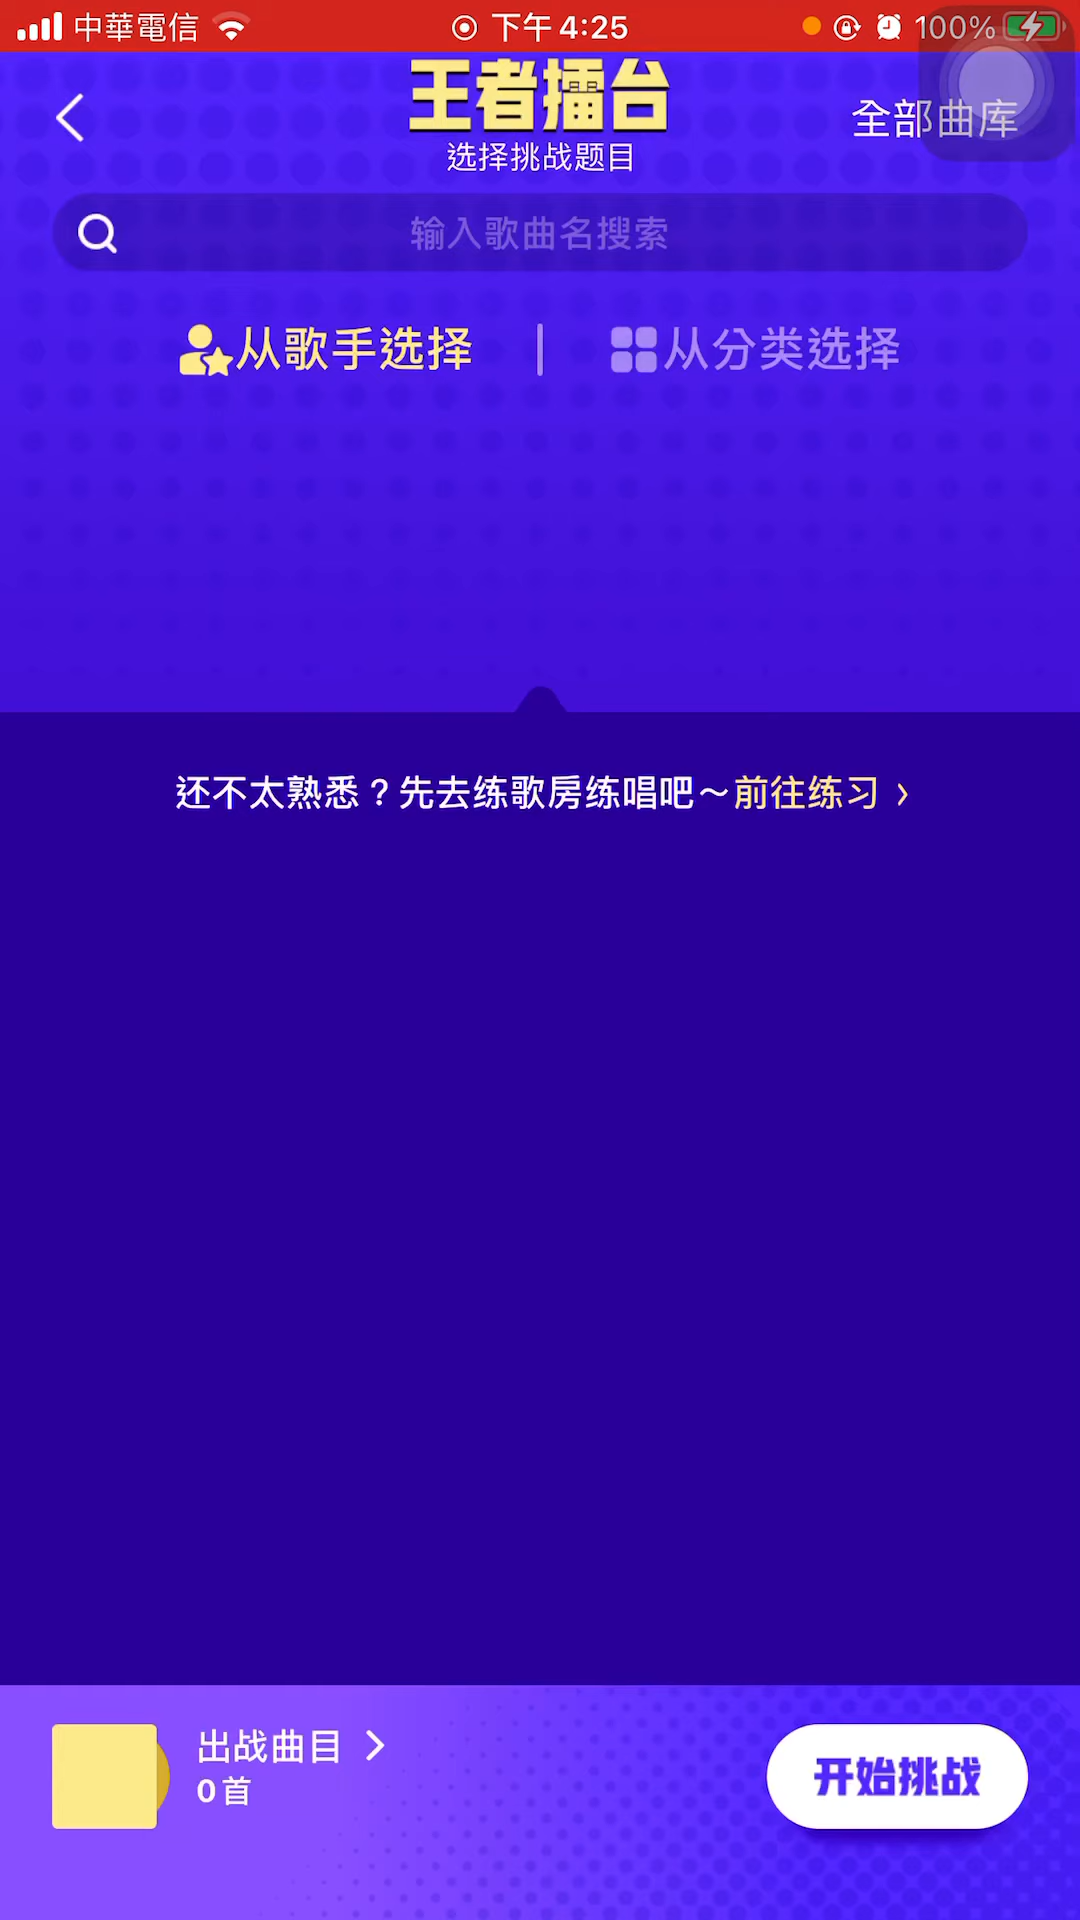 中華電信 下午4:25 100%
王者擂台
全部曲库
选择挑战题目
输入歌曲名搜索
从歌手选择 从分类选择
还不太熟悉？先去练歌房练唱吧～前往练习
出战曲目
0首
开始挑战